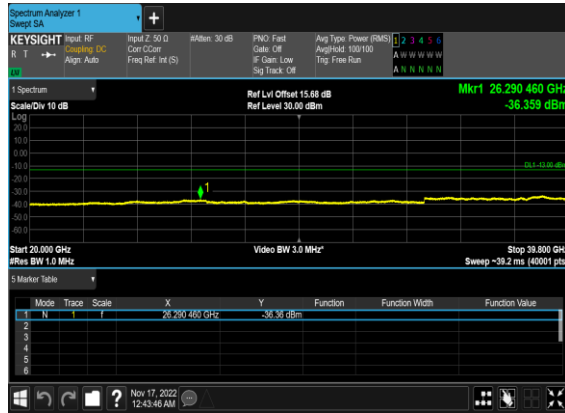 Spectrum Analyzer 1
Swept SA
+
KEYSIGHT Input: RF Input Z: 50 Ω #Atten: 30 dB PNO: Fast Avg Type: Power (RMS) 1 2 3 4 5 6
R T Coupling: DC Corr CCorr Gate: Off Avg|Hold: 100/100 A W W W W W
Align: Auto Freq Ref: Int (S) IF Gain: Low Trig: Free Run
Sig Track: Off A N N N N N
1 Spectrum Ref Lvl Offset 15.68 dB Mkr1 26.290 460 GHz
Scale/Div 10 dB Ref Level 30.00 dBm -36.359 dBm
Log
20.0
10.0
0.00
-10.0
DL1 -13.00 dBm
-20.0
1
-30.0
-40.0
-50.0
-60.0
Start 20.000 GHz Video BW 3.0 MHz* Stop 39.800 GHz
#Res BW 1.0 MHz Sweep ~39.2 ms (40001 pts
5 Marker Table
Mode Trace Scale X Y Function Function Width Function Value
1 N 1 f 26.290 460 GHz -36.36 dBm
2
3
4
5
6
? Nov 17, 2022
12:43:46 AM